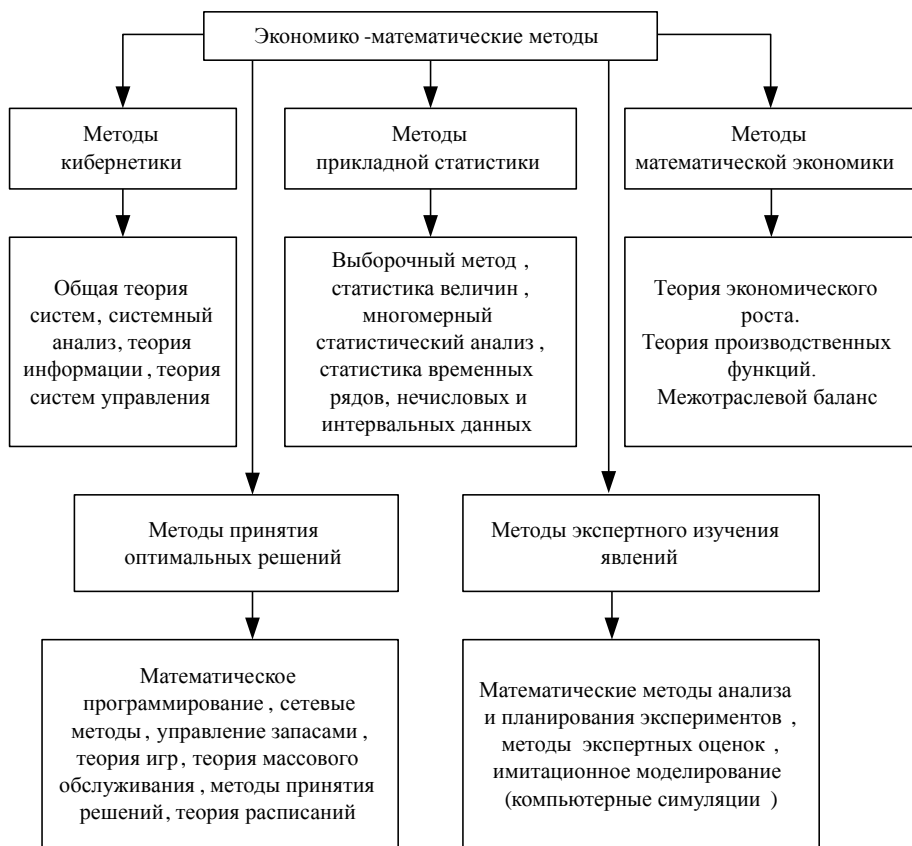 Экономико -математические методы
Методы
кибернетики
Методы
прикладной статистики
Методы
математической экономики
Общая теория
систем, системный
анализ, теория
информации , теория
систем управления
Выборочный метод ,
статистика величин ,
многомерный
статистический анализ ,
статистика временных
рядов, нечисловых и
интервальных данных
Теория экономического
роста.
Теория производственных
функций.
Межотраслевой баланс
Методы принятия
оптимальных решений
Методы экспертного изучения
явлений
Математическое
программирование , сетевые
методы , управление запасами ,
теория игр, теория массового
обслуживания , методы принятия
решений, теория расписаний
Математические методы анализа
и планирования экспериментов ,
методы экспертных оценок ,
имитационное моделирование
(компьютерные симуляции )